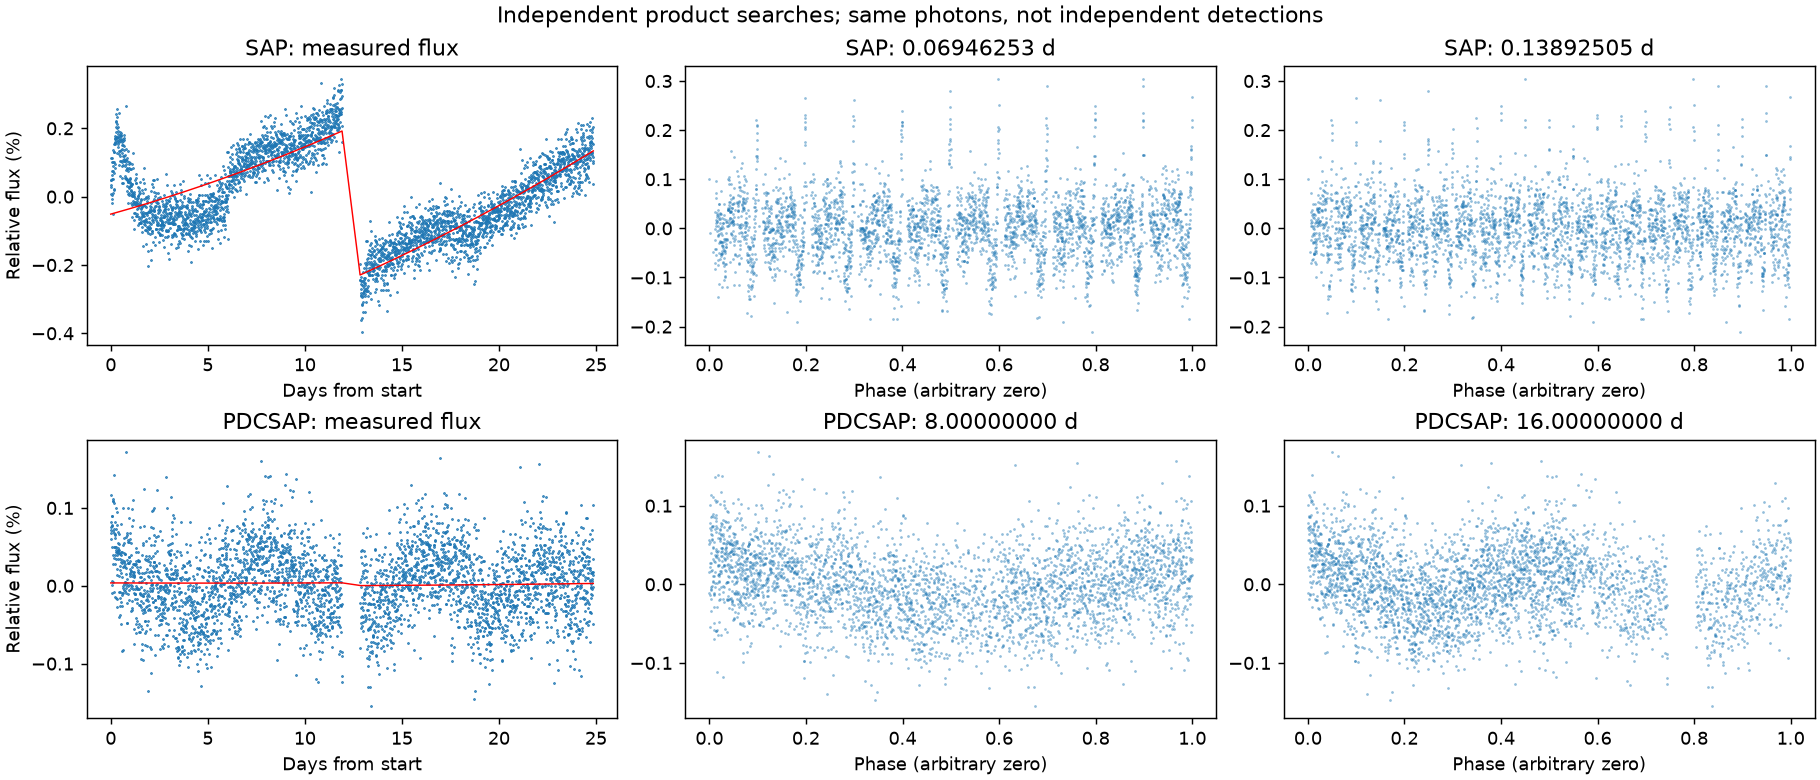 Independent product searches; same photons, not independent detections
SAP: measured flux
SAP: 0.06946253 d
SAP: 0.13892505 d
Relative flux (%)
0.2
0.0
−0.2
−0.4
0 5 10 15 20 25
Days from start
0.3
0.2
0.1
0.0
−0.1
−0.2
0.0 0.2 0.4 0.6 0.8 1.0
Phase (arbitrary zero)
0.3
0.2
0.1
0.0
−0.1
−0.2
0.0 0.2 0.4 0.6 0.8 1.0
Phase (arbitrary zero)
PDCSAP: measured flux
PDCSAP: 8.00000000 d
PDCSAP: 16.00000000 d
Relative flux (%)
0.1
0.0
−0.1
0 5 10 15 20 25
Days from start
0.1
0.0
−0.1
0.0 0.2 0.4 0.6 0.8 1.0
Phase (arbitrary zero)
0.1
0.0
−0.1
0.0 0.2 0.4 0.6 0.8 1.0
Phase (arbitrary zero)